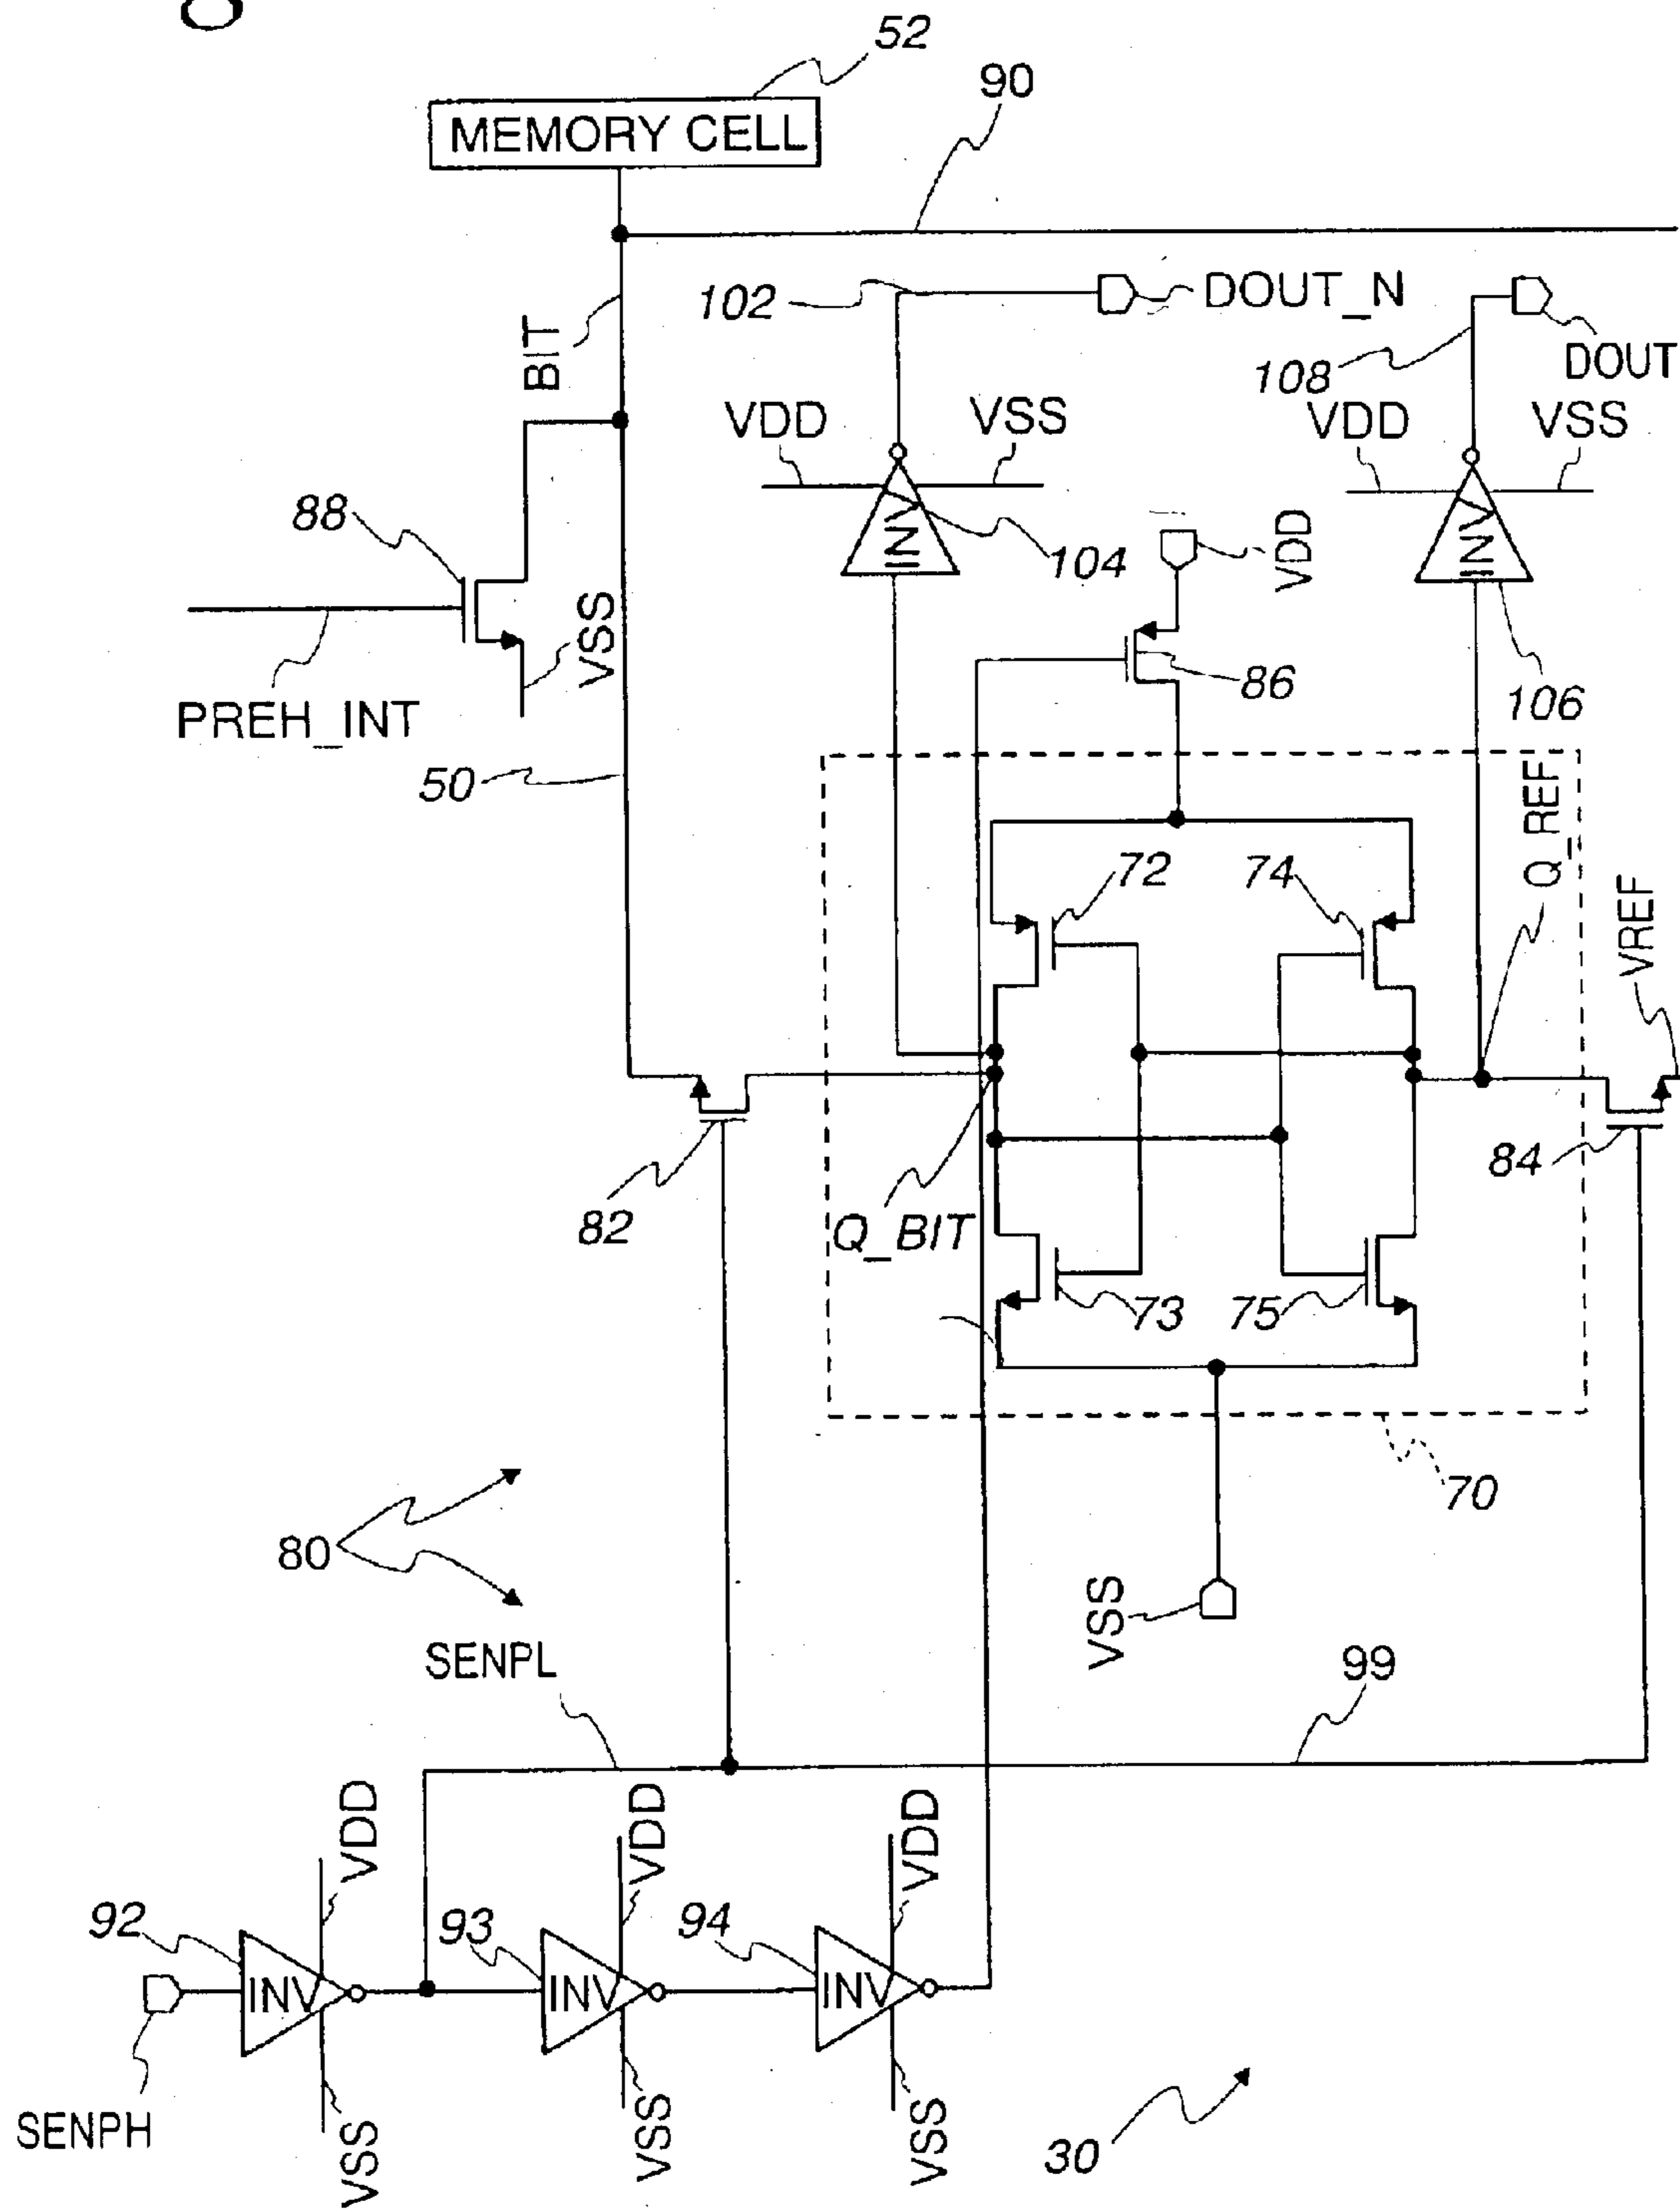 52
MEMORY CELL
90
102
DOUT_N
BIT
108
DOUT
VDD
VSS
VDD
VSS
88
INV
104
VDD
INV
VSS
86
106
PREH_INT
50
Q_REF
72
74
VREF
82
Q_BIT
84
73
75
70
80
VSS
SENPL
99
VDD
VDD
VDD
92
93
94
INV
INV
INV
SENPH
VSS
VSS
VSS
30